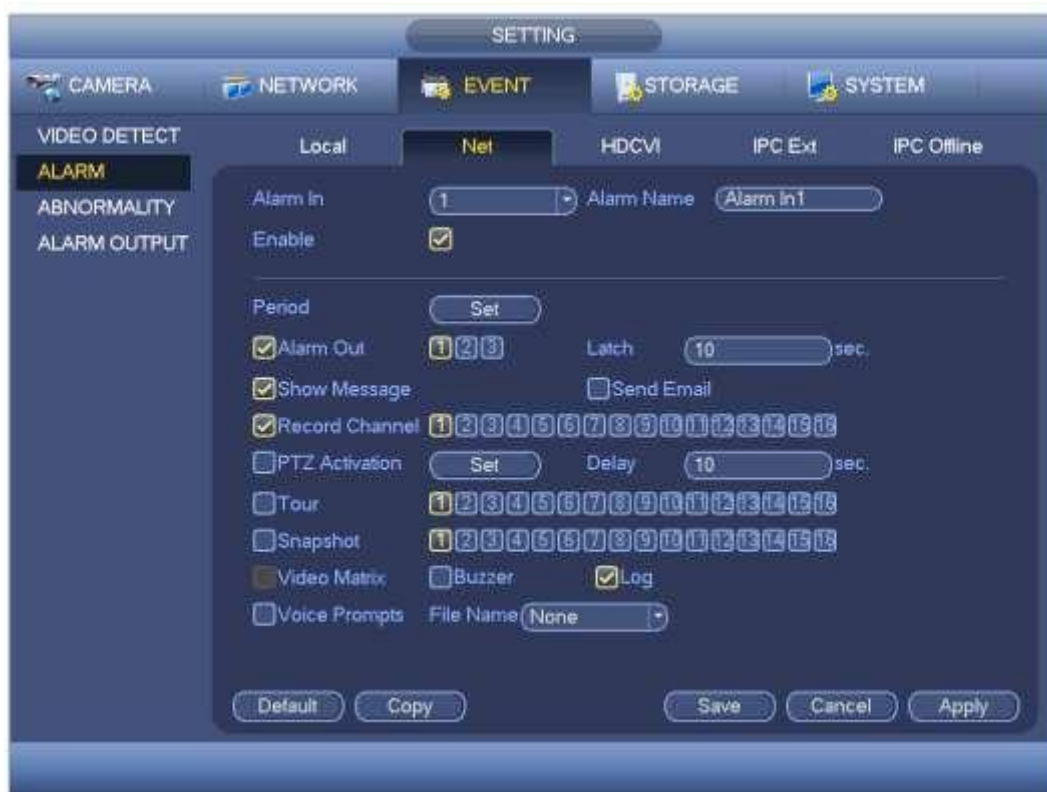 SETTING
CAMERA NETWORK EVENT STORAGE SYSTEM
VIDEO DETECT
ALARM
ABNORMALITY
ALARM OUTPUT
Local Net HDCVI IPC Ext IPC Offline
Alarm In 1 Alarm Name Alarm In1
Enable
Period Set
Alarm Out 1 2 3 Latch 10 sec.
Show Message Send Email
Record Channel 1 2 3 4 5 6 7 8 9 10 11 12 13 14 15 16
PTZ Activation Set Delay 10 sec.
Tour 1 2 3 4 5 6 7 8 9 10 11 12 13 14 15 16
Snapshot 1 2 3 4 5 6 7 8 9 10 11 12 13 14 15 16
Video Matrix Buzzer Log
Voice Prompts File Name None
Default Copy Save Cancel Apply